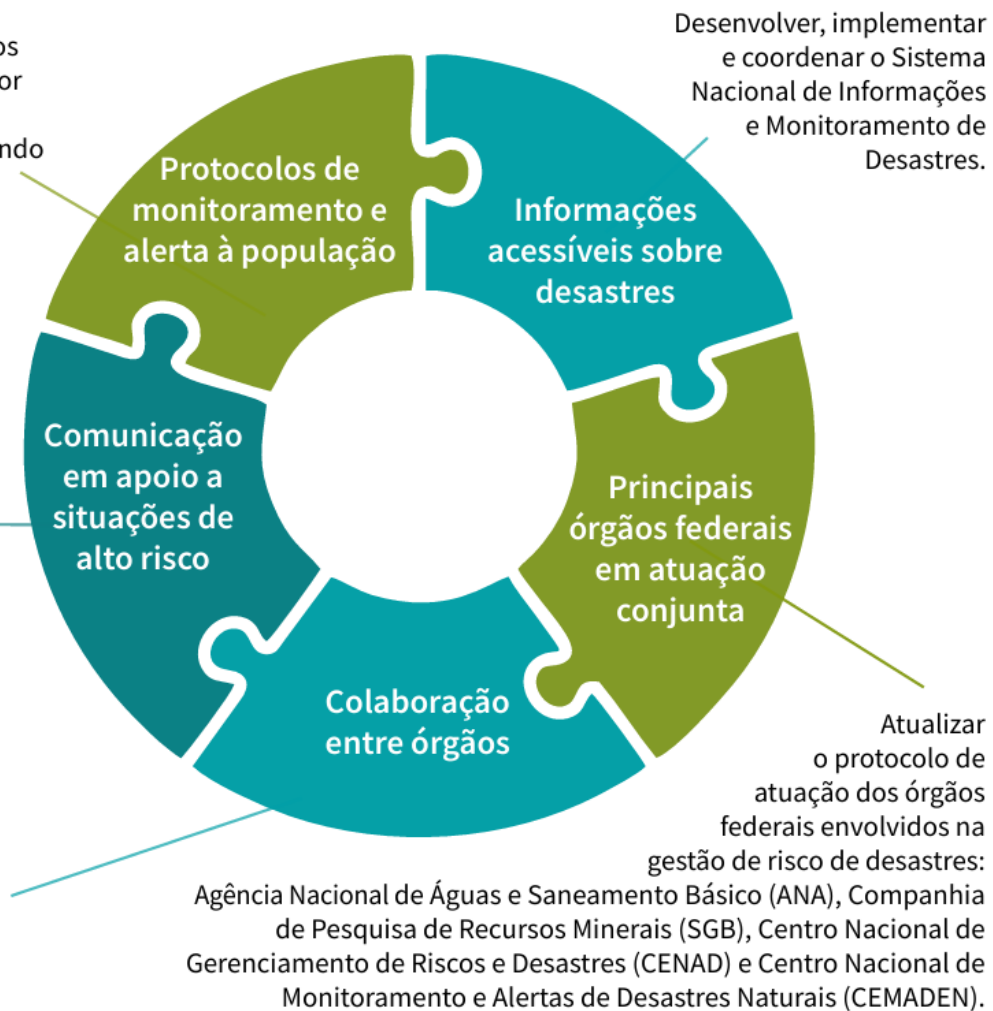 Desenvolver, implementar
e coordenar o Sistema
Nacional de Informações
e Monitoramento de
Desastres.
Protocolos de
monitoramento e
alerta à população
Informações
acessíveis sobre
desastres
Comunicação
em apoio a
situações de
alto risco
Principais
órgãos federais
em atuação
conjunta
Colaboração
entre órgãos
Atualizar
o protocolo de
atuação dos órgãos
federais envolvidos na
gestão de risco de desastres:
Agência Nacional de Águas e Saneamento Básico (ANA), Companhia
de Pesquisa de Recursos Minerais (SGB), Centro Nacional de
Gerenciamento de Riscos e Desastres (CENAD) e Centro Nacional de
Monitoramento e Alertas de Desastres Naturais (CEMADEN).